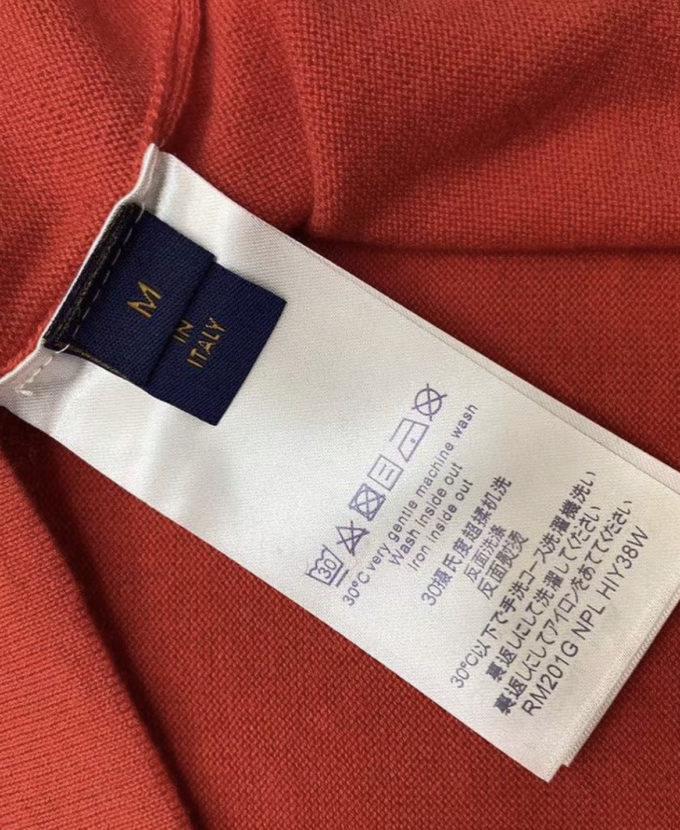 M
IN
ITALY
30
30°C very gentle machine wash
Wash inside out
Iron inside out
30摄氏度超揉机洗
反面洗涤
反面熨烫
30℃以下で手洗コース洗濯機洗い
裏返しにして洗濯してください
裏返しにしてアイロンをあててください
RM201G NPL HIY38W